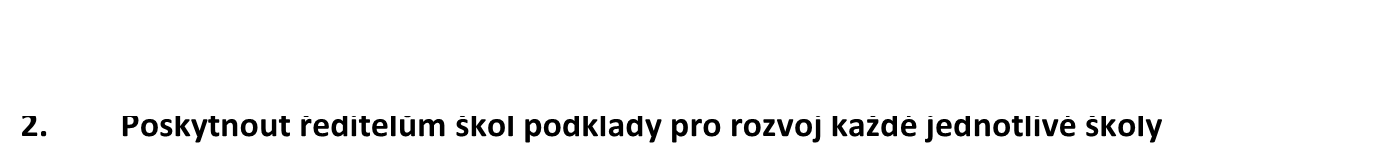 2. Poskytnout ředitelům škol podklady pro rozvoj každé jednotlivé školy